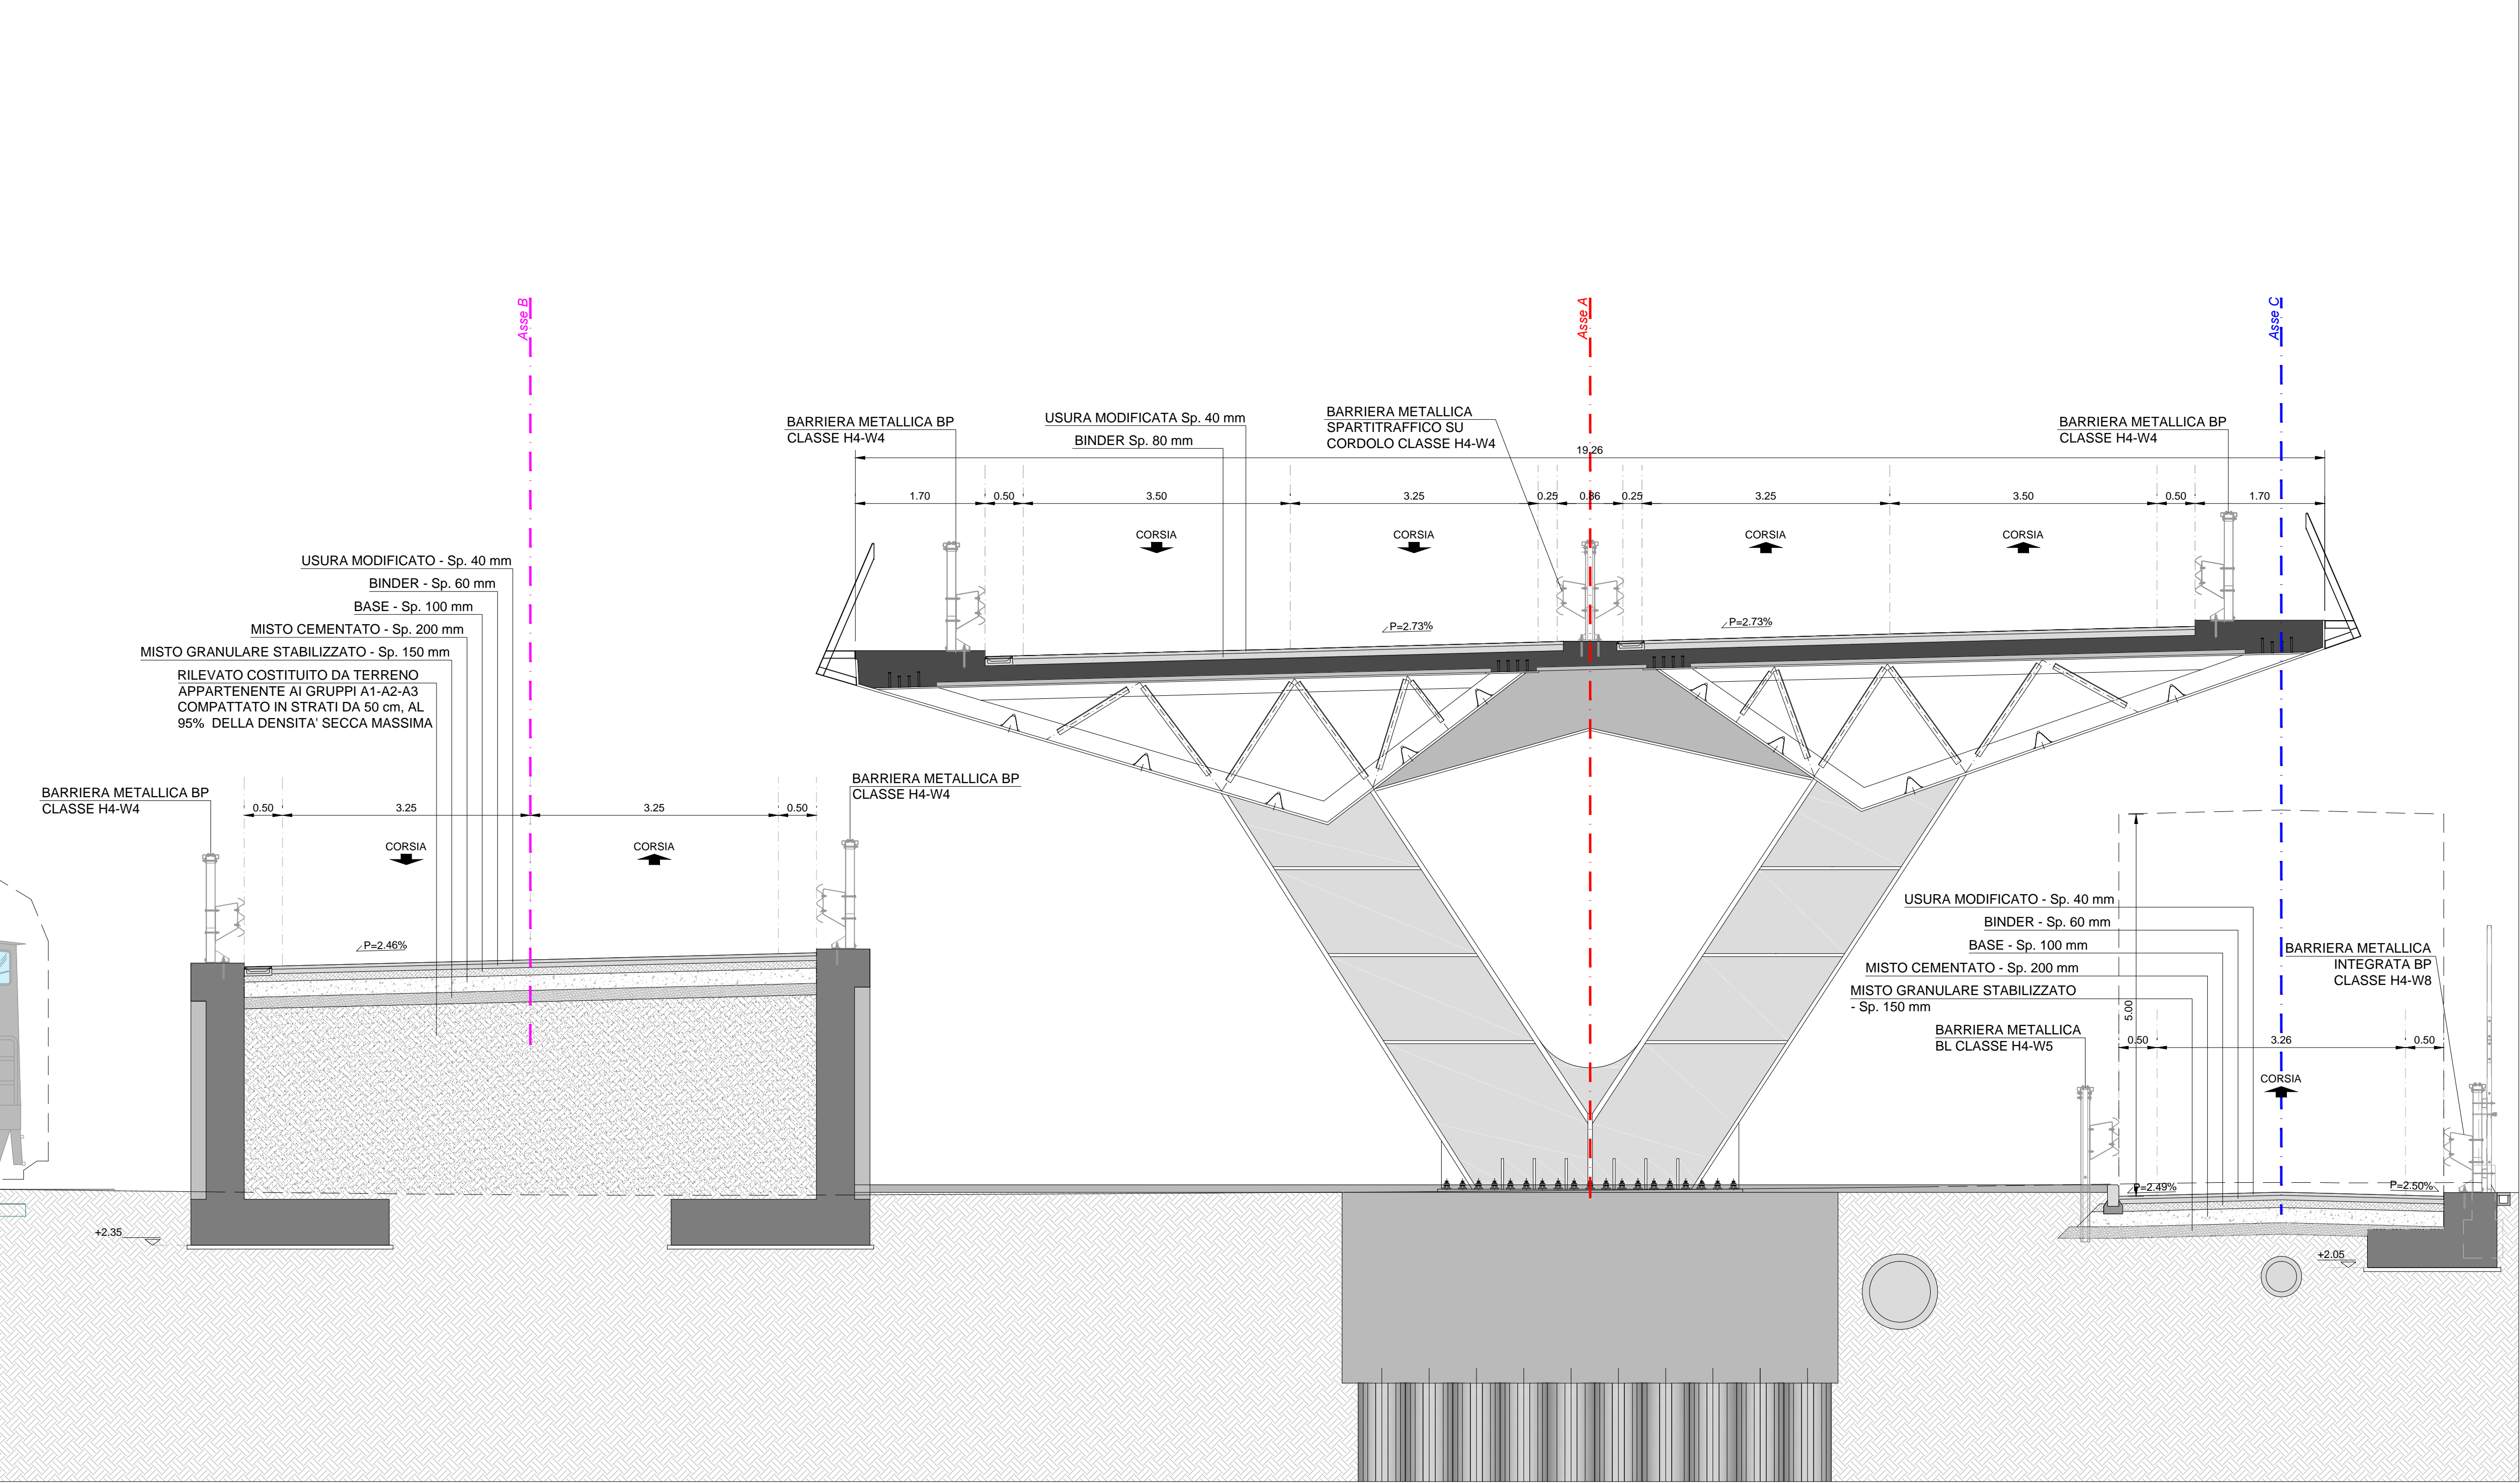 Asse B
Asse A
Asse C
BARRIERA METALLICA BP
CLASSE H4-W4
USURA MODIFICATA Sp. 40 mm
BINDER Sp. 80 mm
BARRIERA METALLICA
SPARTITRAFFICO SU
CORDOLO CLASSE H4-W4
BARRIERA METALLICA BP
CLASSE H4-W4
19.26
1.70 0.50 3.50 3.25 0.25 0.86 0.25 3.25 3.50 0.50 1.70
CORSIA CORSIA CORSIA CORSIA
P=2.73% P=2.73%
USURA MODIFICATO - Sp. 40 mm
BINDER - Sp. 60 mm
BASE - Sp. 100 mm
MISTO CEMENTATO - Sp. 200 mm
MISTO GRANULARE STABILIZZATO - Sp. 150 mm
RILEVATO COSTITUITO DA TERRENO
APPARTENENTE AI GRUPPI A1-A2-A3
COMPATTATO IN STRATI DA 50 cm, AL
95% DELLA DENSITA' SECCA MASSIMA
BARRIERA METALLICA BP
CLASSE H4-W4
BARRIERA METALLICA BP
CLASSE H4-W4
0.50 3.25 3.25 0.50
CORSIA CORSIA
P=2.46%
+2.35
USURA MODIFICATO - Sp. 40 mm
BINDER - Sp. 60 mm
BASE - Sp. 100 mm
MISTO CEMENTATO - Sp. 200 mm
MISTO GRANULARE STABILIZZATO
- Sp. 150 mm
BARRIERA METALLICA
BL CLASSE H4-W5
BARRIERA METALLICA
INTEGRATA BP
CLASSE H4-W8
5.00
0.50 3.26 0.50
CORSIA
P=2.49% P=2.50%
+2.05